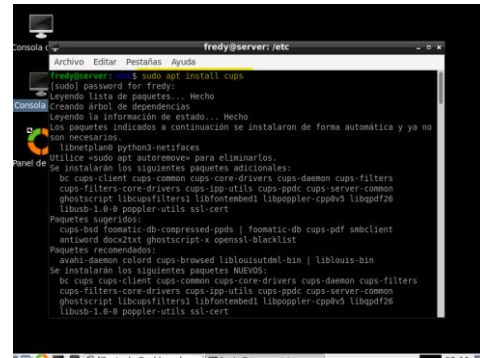 Consola
fredy@server: /etc
Archivo Editar Pestañas Ayuda
fredy@server: $ sudo apt install cups
[sudo] password for fredy:
Leyendo lista de paquetes... Hecho
Creando árbol de dependencias
Leyendo la información de estado... Hecho
Los paquetes indicados a continuación se instalaron de forma automática y ya no
son necesarios.
libnetplan0 python3-netifaces
Utilice «sudo apt autoremove» para eliminarlos.
Se instalarán los siguientes paquetes adicionales:
bc cups-client cups-common cups-core-drivers cups-daemon cups-filters
cups-filters-core-drivers cups-ipp-utils cups-ppdc cups-server-common
ghostscript libcupsfilters1 libfontembed1 libpoppler-cpp0v5 libqpdf26
libusb-1.0-0 poppler-utils ssl-cert
Paquetes sugeridos:
cups-bsd foomatic-db-compressed-ppds | foomatic-db cups-pdf smbclient
antiword docx2txt ghostscript-x openssl-blacklist
Paquetes recomendados:
avahi-daemon colord cups-browsed liblouisutdml-bin | liblouis-bin
Se instalarán los siguientes paquetes NUEVOS:
bc cups cups-client cups-common cups-core-drivers cups-daemon cups-filters
cups-filters-core-drivers cups-ipp-utils cups-ppdc cups-server-common
ghostscript libcupsfilters1 libfontembed1 libpoppler-cpp0v5 libqpdf26
libusb-1.0-0 poppler-utils ssl-cert
Consola
Panel de